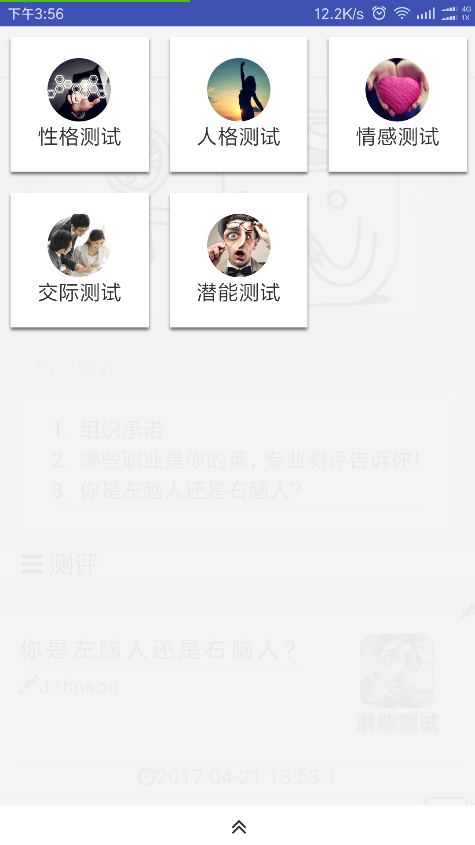 下午3:56 12.2K/s 4G 1X
性格测试 人格测试 情感测试
交际测试 潜能测试
热门测评
1 . 组织承诺
2 . 哪些职业是你的菜, 专业测评告诉你!
3 . 你是左脑人还是右脑人?
测评
你是左脑人还是右脑人?
Johnson
潜能测试
2017-04-21 13:53:1